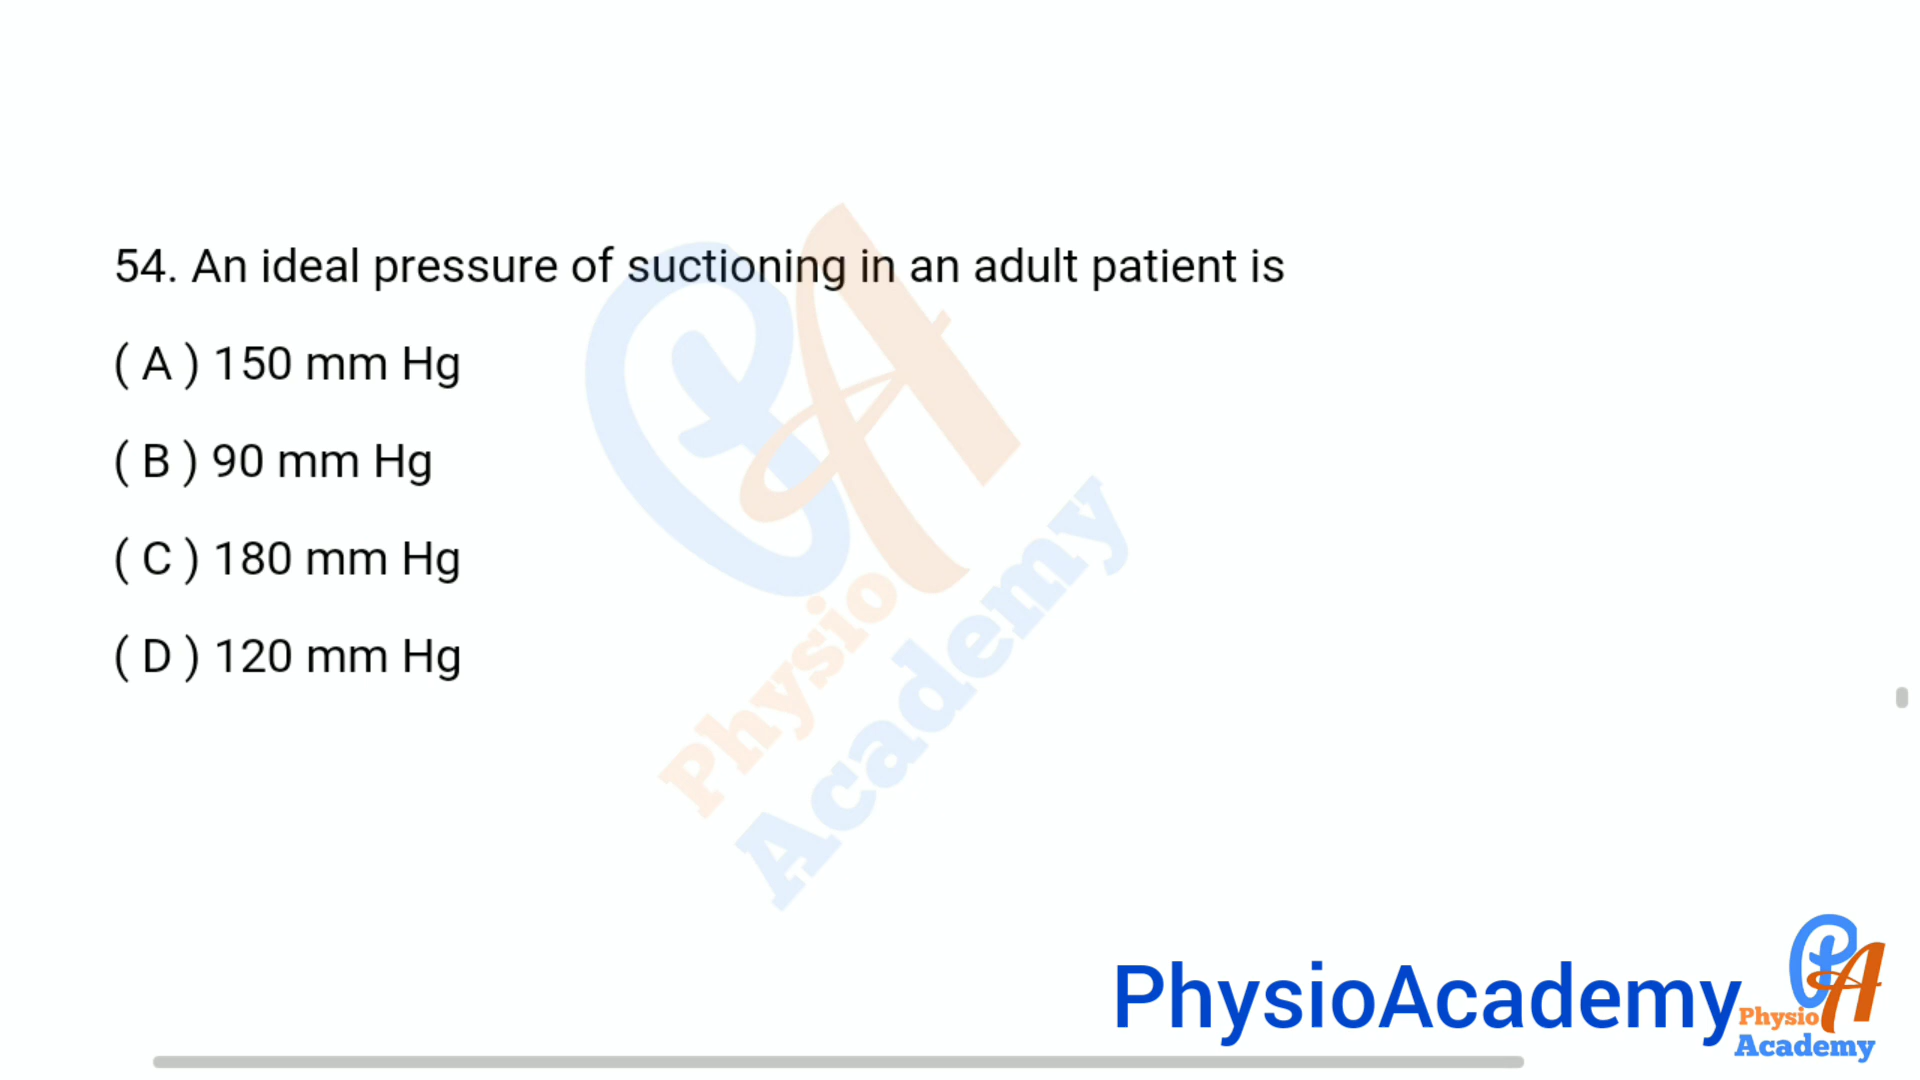 54. An ideal pressure of suctioning in an adult patient is
( A ) 150 mm Hg
( B ) 90 mm Hg
( C ) 180 mm Hg
( D ) 120 mm Hg
Physio
Academy
PhysioAcademy
Physio
Academy